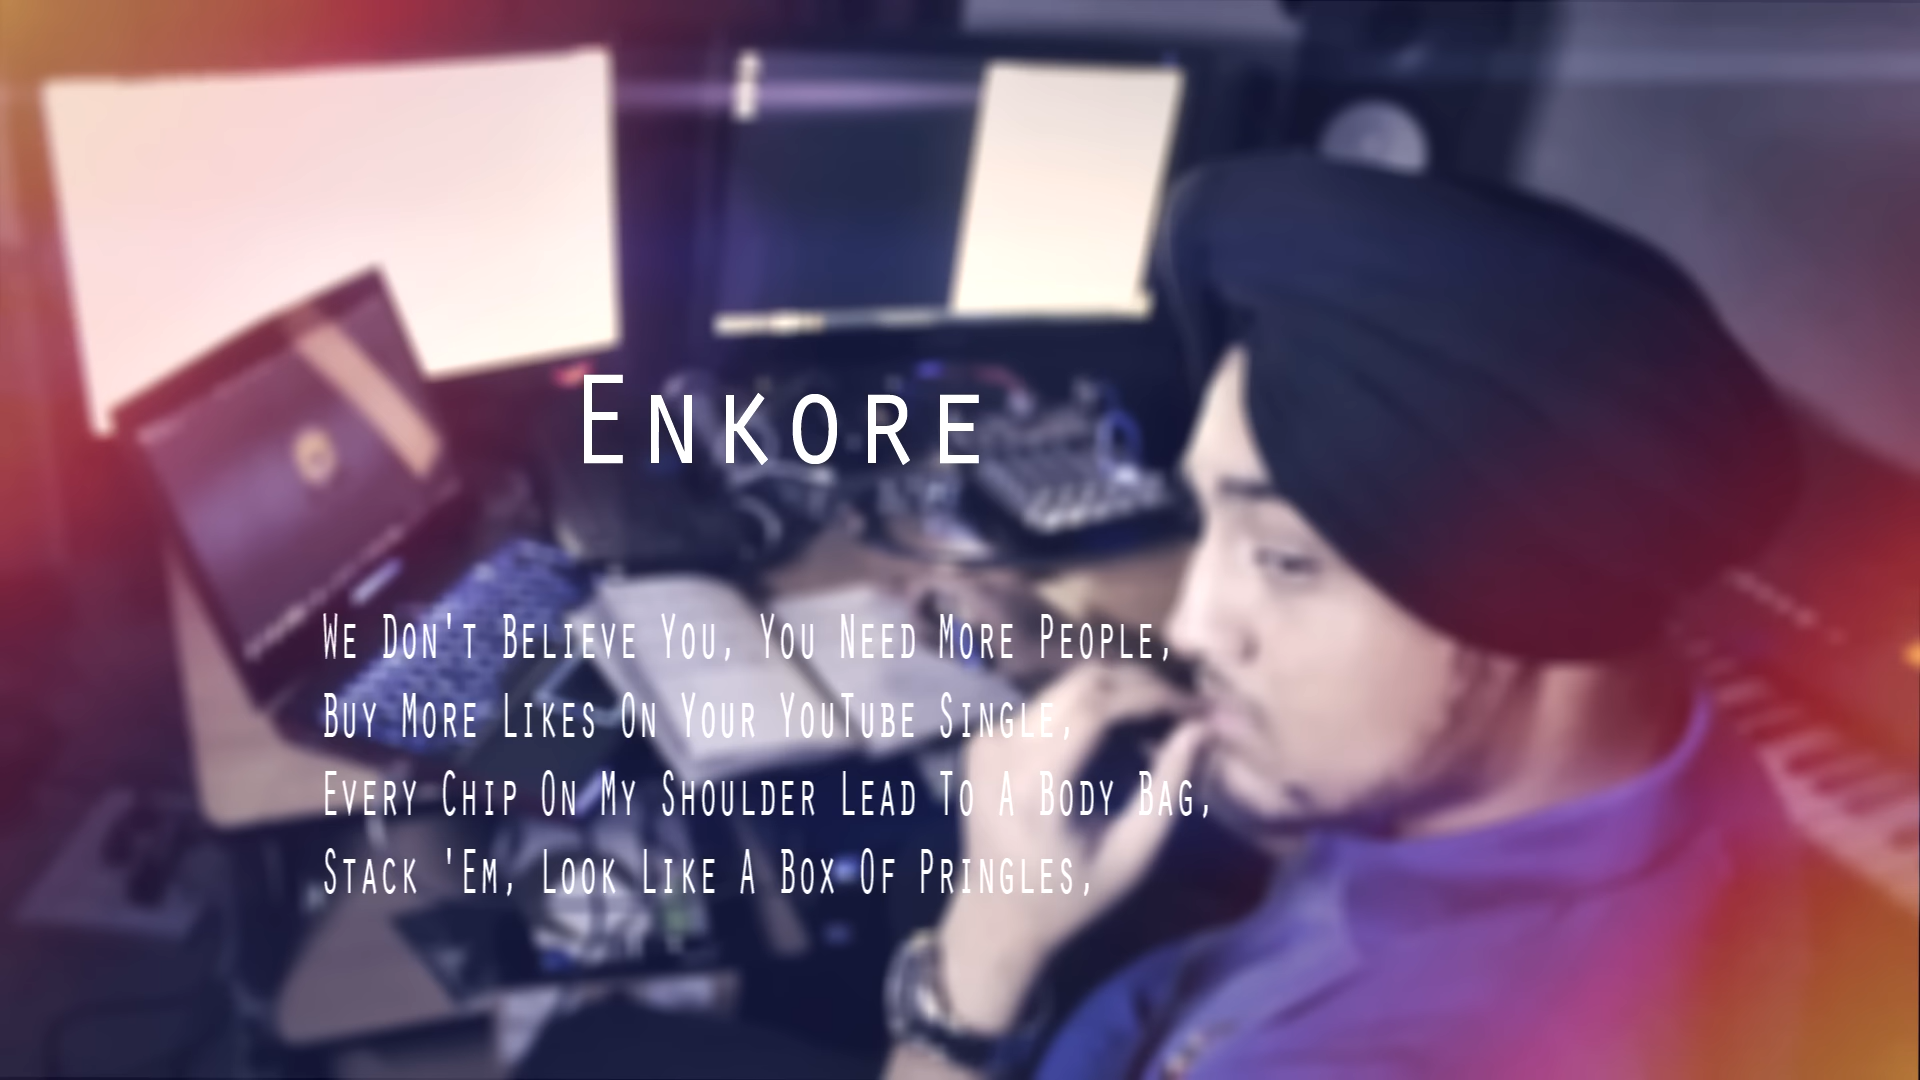 Enkore
We Don't Believe You, You Need More People,
Buy More Likes On Your YouTube Single,
Every Chip On My Shoulder Lead To A Body Bag,
Stack 'Em, Look Like A Box Of Pringles,